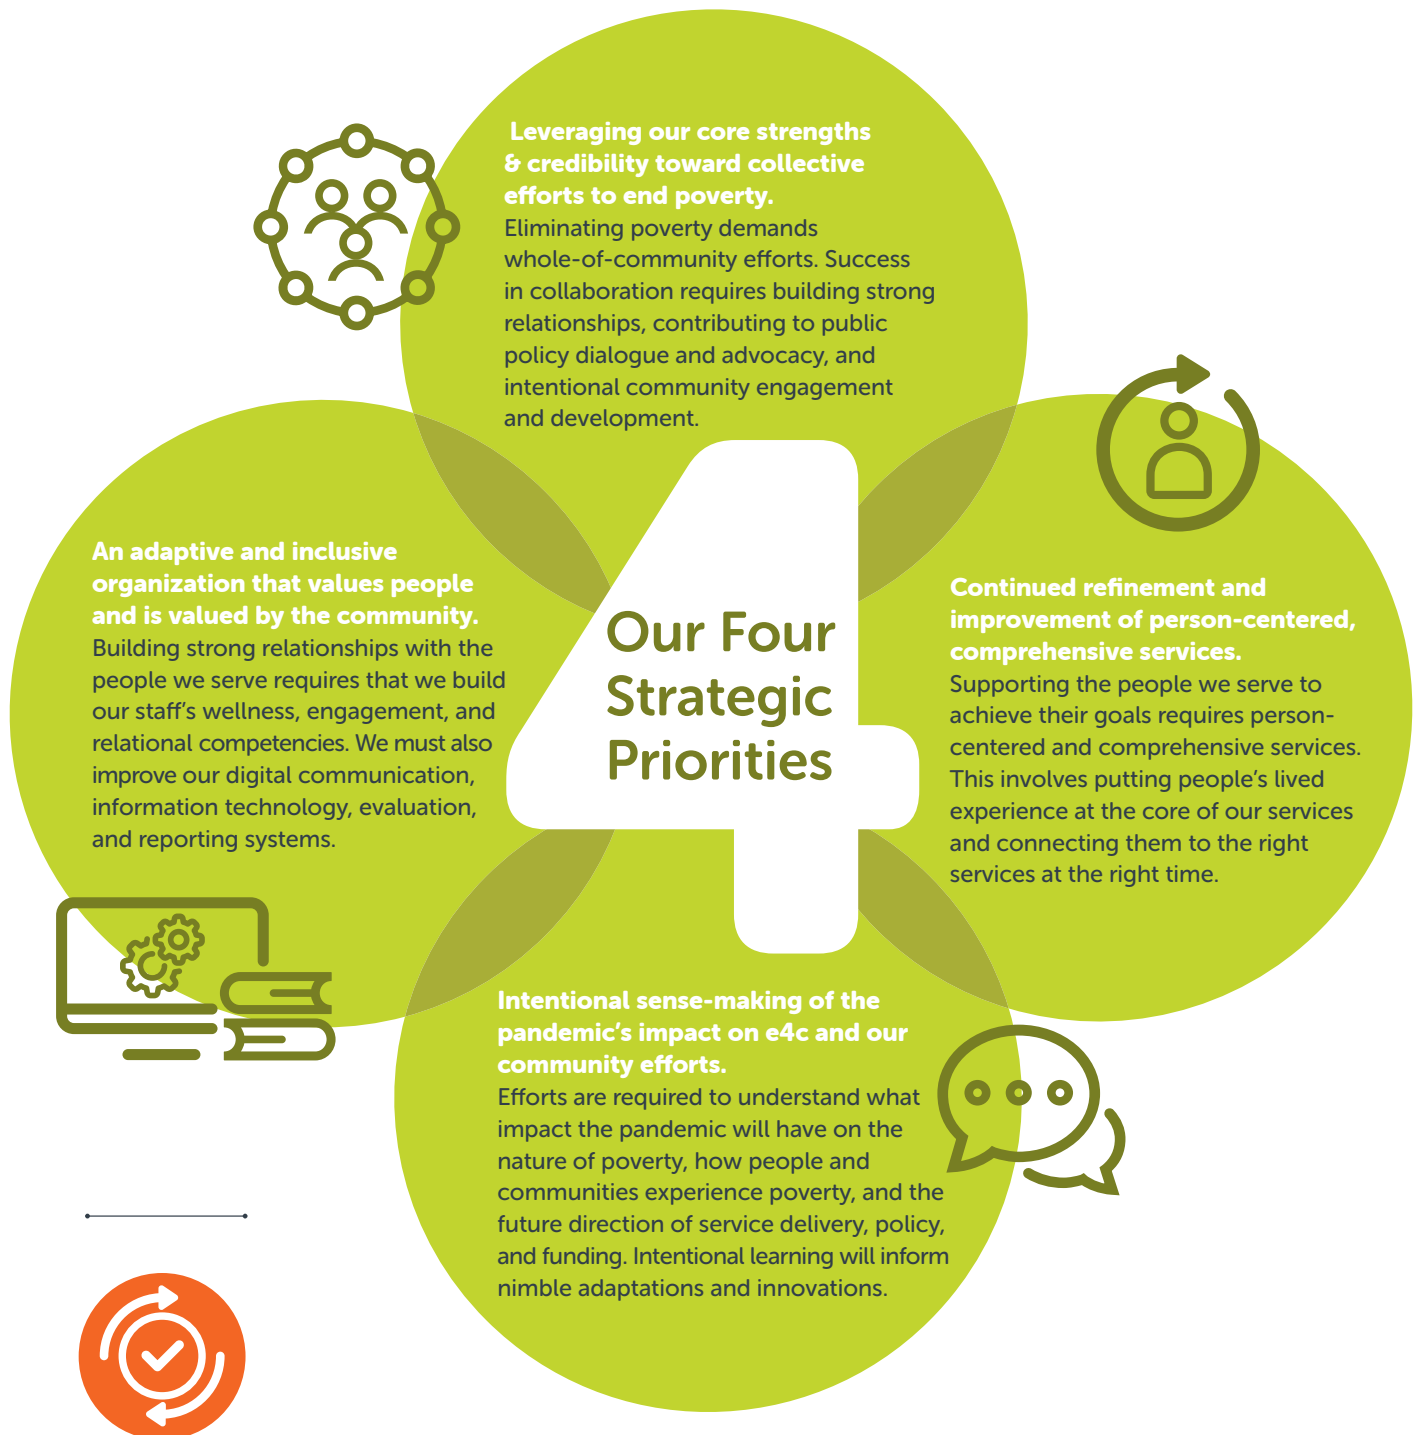 Leveraging our core strengths
& credibility toward collective
efforts to end poverty.
Eliminating poverty demands
whole-of-community efforts. Success
in collaboration requires building strong
relationships, contributing to public
policy dialogue and advocacy, and
intentional community engagement
and development.
An adaptive and inclusive
organization that values people
and is valued by the community.
Building strong relationships with the
people we serve requires that we build
our staff’s wellness, engagement, and
relational competencies. We must also
improve our digital communication,
information technology, evaluation,
and reporting systems.
4
Our Four
Strategic
Priorities
Continued refinement and
improvement of person-centered,
comprehensive services.
Supporting the people we serve to
achieve their goals requires person-
centered and comprehensive services.
This involves putting people’s lived
experience at the core of our services
and connecting them to the right
services at the right time.
Intentional sense-making of the
pandemic’s impact on e4c and our
community efforts.
Efforts are required to understand what
impact the pandemic will have on the
nature of poverty, how people and
communities experience poverty, and the
future direction of service delivery, policy,
and funding. Intentional learning will inform
nimble adaptations and innovations.